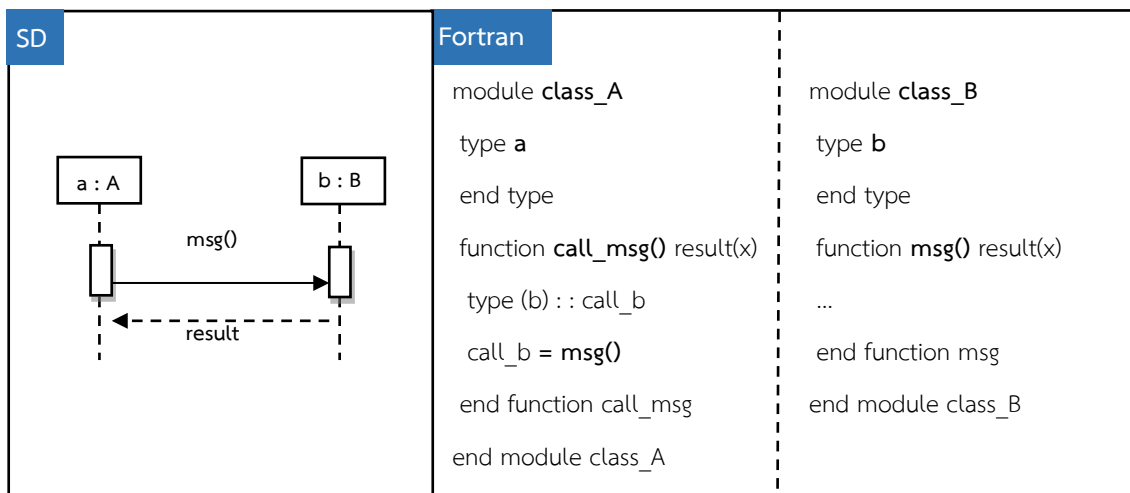 SD
a : A
b : B
msg()
result
Fortran
module class_A
type a
end type
function call_msg() result(x)
type (b) : : call_b
call_b = msg()
end function call_msg
end module class_A
module class_B
type b
end type
function msg() result(x)
...
end function msg
end module class_B